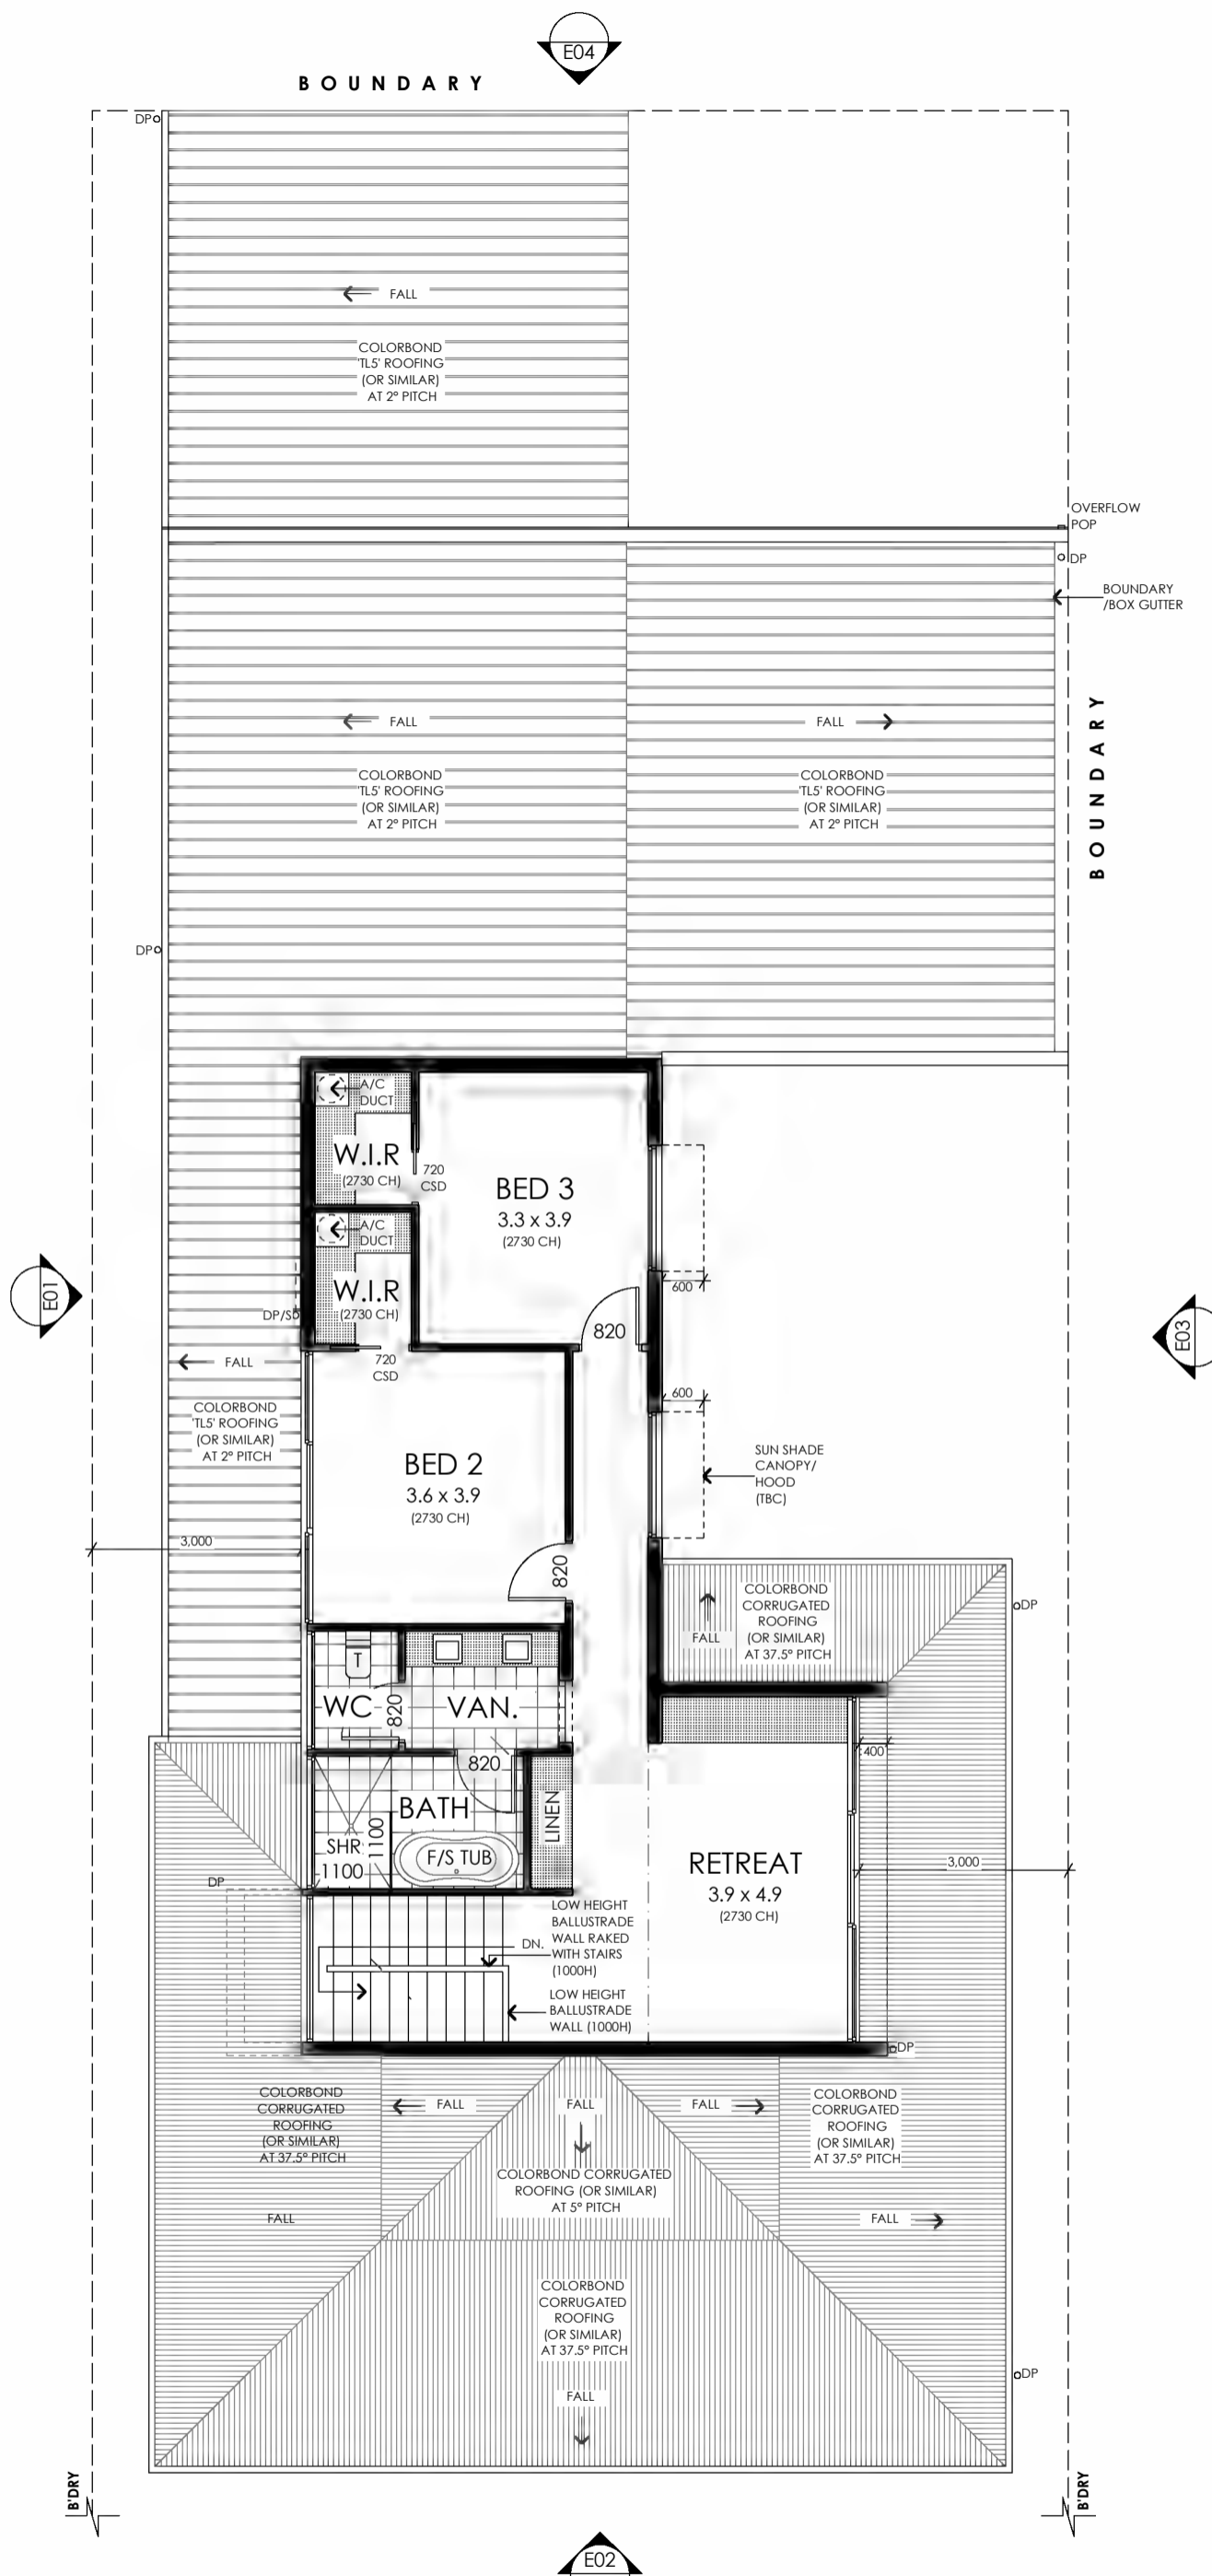 E04
BOUNDARY
DP
FALL
COLORBOND
'TL5' ROOFING
(OR SIMILAR)
AT 2° PITCH
OVERFLOW
POP
DP
BOUNDARY
/BOX GUTTER
BOUNDARY
FALL
COLORBOND
'TL5' ROOFING
(OR SIMILAR)
AT 2° PITCH
FALL
COLORBOND
'TL5' ROOFING
(OR SIMILAR)
AT 2° PITCH
DP
A/C
DUCT
W.I.R
(2730 CH)
720
CSD
BED 3
3.3 x 3.9
(2730 CH)
A/C
DUCT
W.I.R
(2730 CH)
E01
DP/S
600
820
E03
720
CSD
FALL
COLORBOND
'TL5' ROOFING
(OR SIMILAR)
AT 2° PITCH
600
BED 2
3.6 x 3.9
(2730 CH)
SUN SHADE
CANOPY/
HOOD
(TBC)
3,000
820
COLORBOND
CORRUGATED
ROOFING
(OR SIMILAR)
AT 37.5° PITCH
FALL
DP
T
WC
820
VAN.
400
820
BATH
SHR
1100
1100
F/S TUB
LINEN
RETREAT
3.9 x 4.9
(2730 CH)
3,000
DP
DN.
LOW HEIGHT
BALLUSTRADE
WALL RAKED
WITH STAIRS
(1000H)
LOW HEIGHT
BALLUSTRADE
WALL (1000H)
DP
COLORBOND
CORRUGATED
ROOFING
(OR SIMILAR)
AT 37.5° PITCH
FALL
FALL
FALL
FALL
COLORBOND CORRUGATED
ROOFING (OR SIMILAR)
AT 5° PITCH
COLORBOND
CORRUGATED
ROOFING
(OR SIMILAR)
AT 37.5° PITCH
FALL
COLORBOND
CORRUGATED
ROOFING
(OR SIMILAR)
AT 37.5° PITCH
FALL
DP
B'DRY
B'DRY
E02